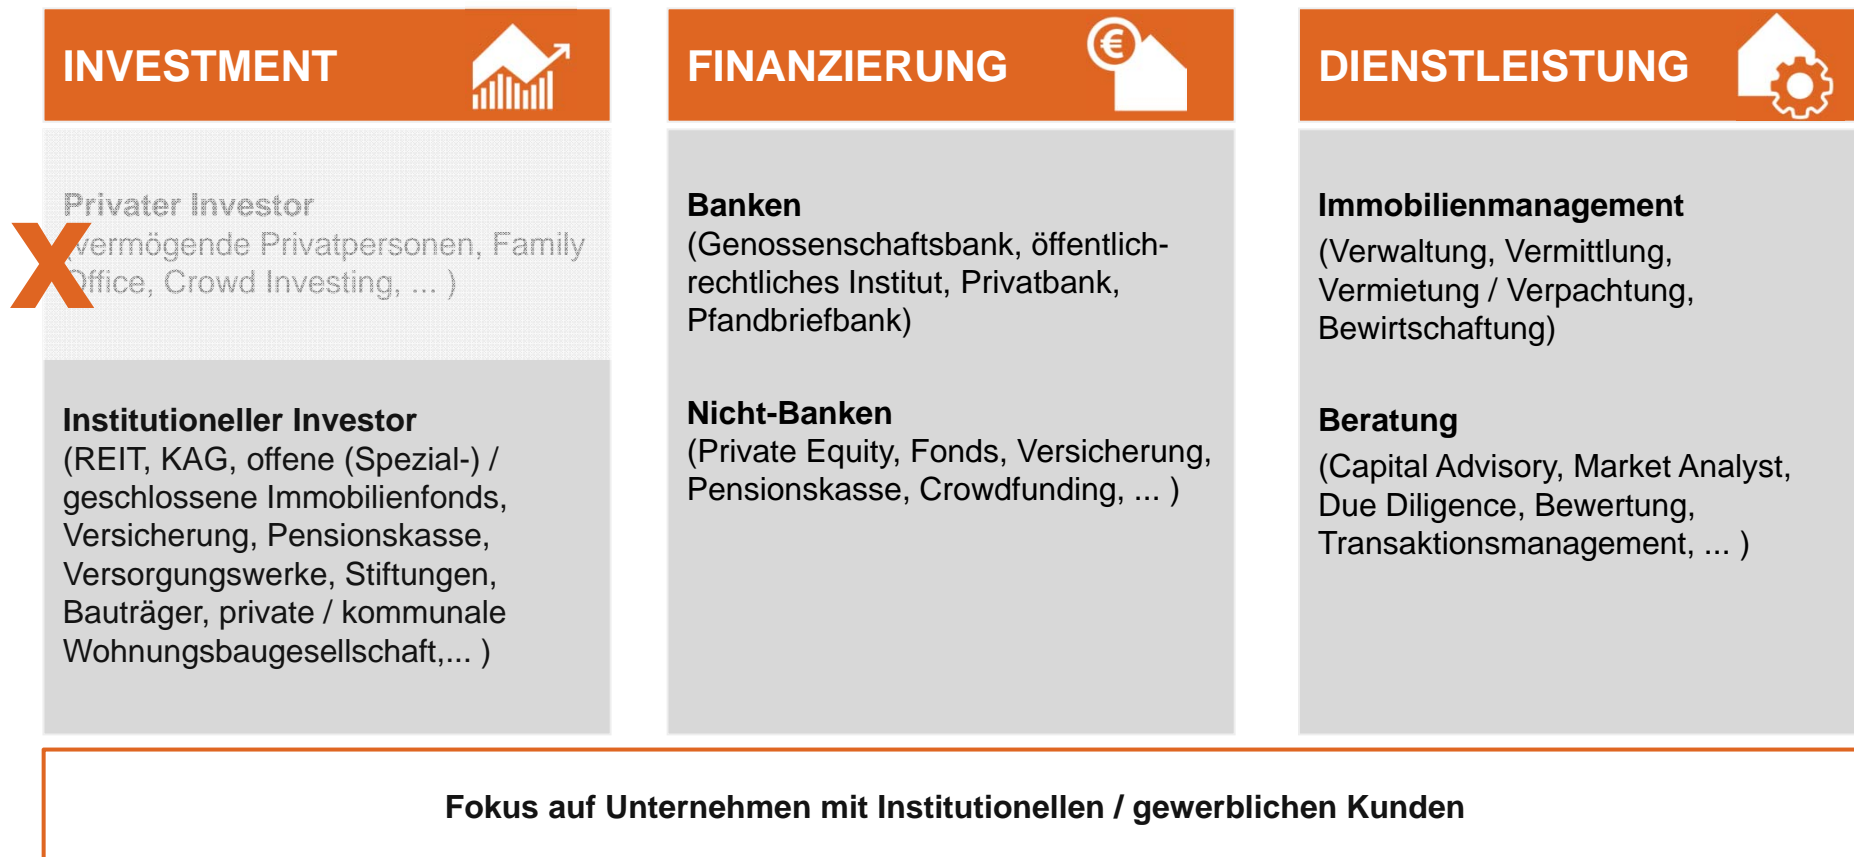 INVESTMENT
Privater Investor
(vermögende Privatpersonen, Family
Office, Crowd Investing, ... )
X
Institutioneller Investor
(REIT, KAG, offene (Spezial-) /
geschlossene Immobilienfonds,
Versicherung, Pensionskasse,
Versorgungswerke, Stiftungen,
Bauträger, private / kommunale
Wohnungsbaugesellschaft,... )
FINANZIERUNG
€
Banken
(Genossenschaftsbank, öffentlich-
rechtliches Institut, Privatbank,
Pfandbriefbank)
Nicht-Banken
(Private Equity, Fonds, Versicherung,
Pensionskasse, Crowdfunding, ... )
DIENSTLEISTUNG
Immobilienmanagement
(Verwaltung, Vermittlung,
Vermietung / Verpachtung,
Bewirtschaftung)
Beratung
(Capital Advisory, Market Analyst,
Due Diligence, Bewertung,
Transaktionsmanagement, ... )
Fokus auf Unternehmen mit Institutionellen / gewerblichen Kunden